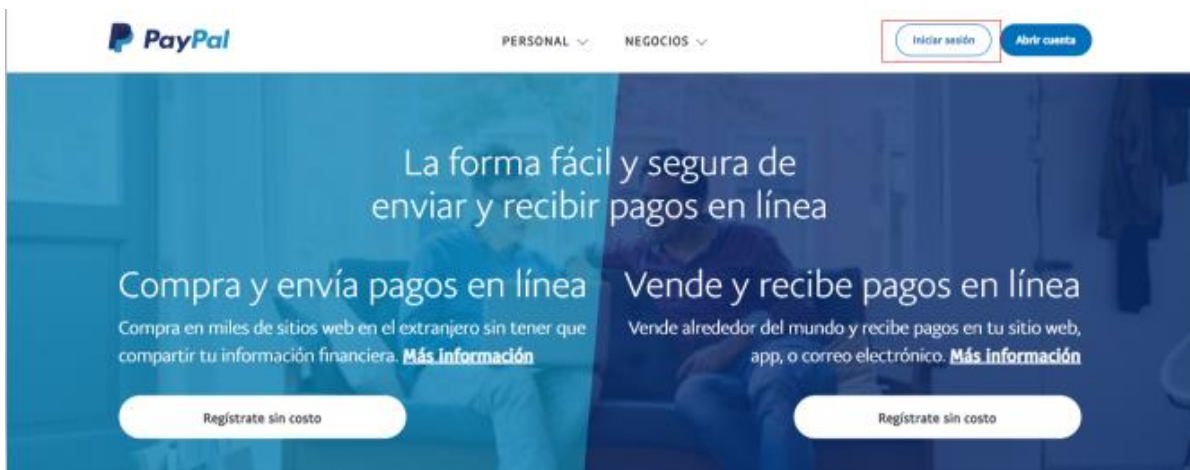 PayPal
PERSONAL
NEGOCIOS
Iniciar sesión
Abrir cuenta
La forma fácil y segura de
enviar y recibir pagos en línea
Compra y envía pagos en línea
Compra en miles de sitios web en el extranjero sin tener que
compartir tu información financiera. Más información
Regístrate sin costo
Vende y recibe pagos en línea
Vende alrededor del mundo y recibe pagos en tu sitio web,
app, o correo electrónico. Más información
Regístrate sin costo